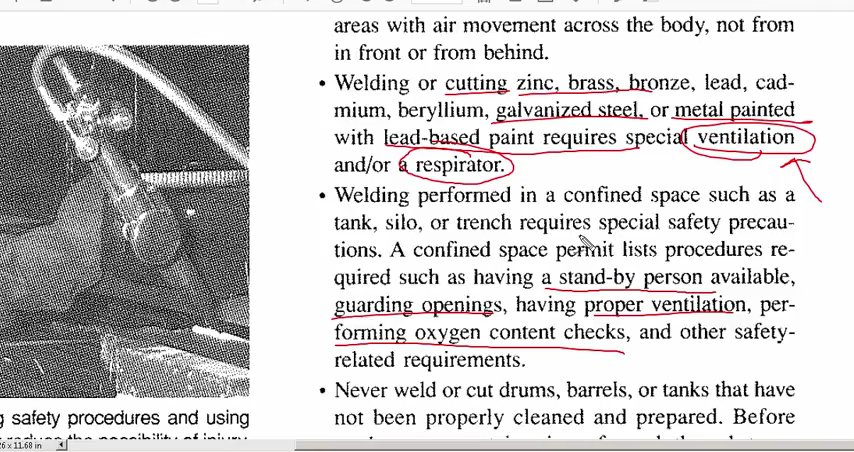 areas with air movement across the body, not from
in front or from behind.
• Welding or cutting zinc, brass, bronze, lead, cad-
mium, beryllium, galvanized steel, or metal painted
with lead-based paint requires special ventilation
and/or a respirator.
• Welding performed in a confined space such as a
tank, silo, or trench requires special safety precau-
tions. A confined space permit lists procedures re-
quired such as having a stand-by person available,
guarding openings, having proper ventilation, per-
forming oxygen content checks, and other safety-
related requirements.
• Never weld or cut drums, barrels, or tanks that have
not been properly cleaned and prepared. Before
g safety procedures and using
26 x 11.68 in